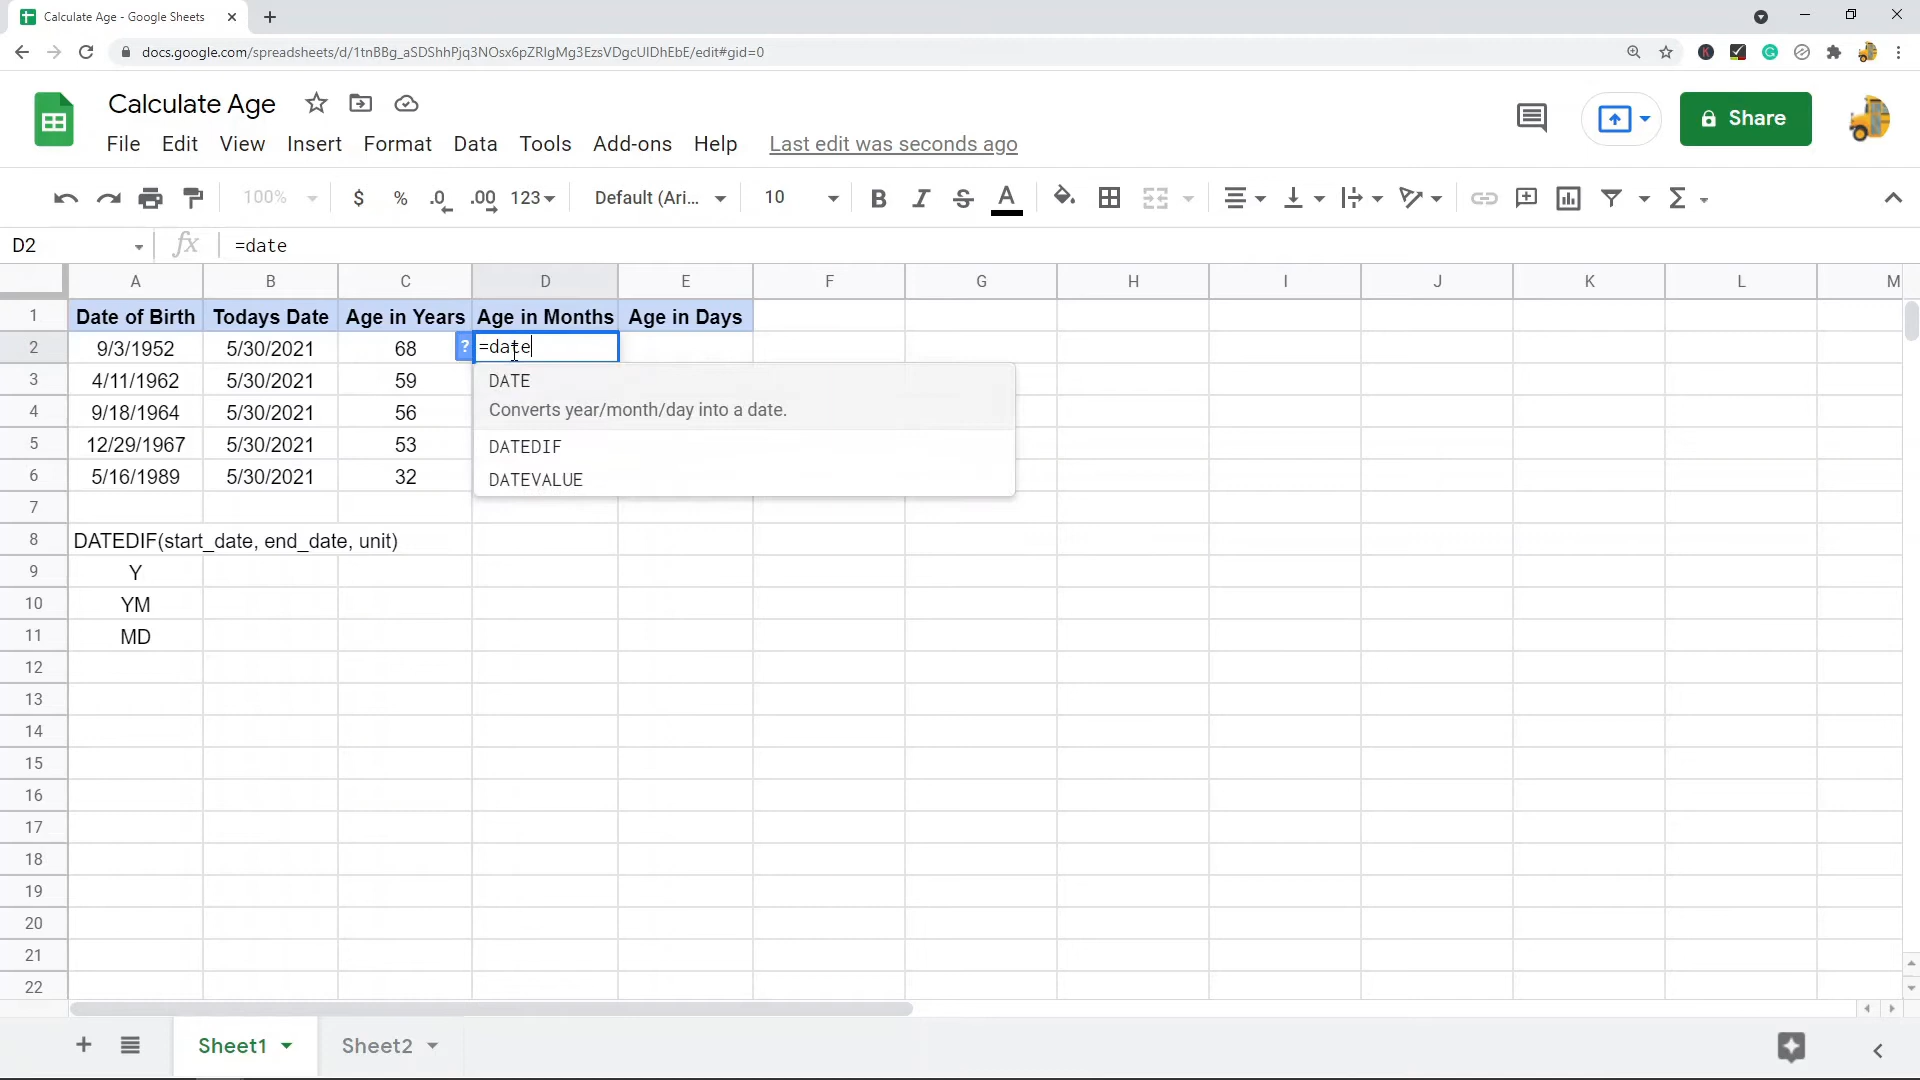 Calculate Age - Google Sheets
docs.google.com/spreadsheets/d/1tnBBg_aSDShhPjq3NOsx6pZRIgMg3EzsVDgcUIDhEbE/edit#gid=0
Calculate Age
Share
File Edit View Insert Format Data Tools Add-ons Help Last edit was seconds ago
100% $ % .0 .00 123 Default (Ari... 10 B I S A Σ
D2 fx =date
A B C D E F G H I J K L M
1 Date of Birth Todays Date Age in Years Age in Months Age in Days
2 9/3/1952 5/30/2021 68 ? =date
3 4/11/1962 5/30/2021 59 DATE
Converts year/month/day into a date.
4 9/18/1964 5/30/2021 56
5 12/29/1967 5/30/2021 53 DATEDIF
6 5/16/1989 5/30/2021 32 DATEVALUE
7
8 DATEDIF(start_date, end_date, unit)
9 Y
10 YM
11 MD
12
13
14
15
16
17
18
19
20
21
22
Sheet1 Sheet2